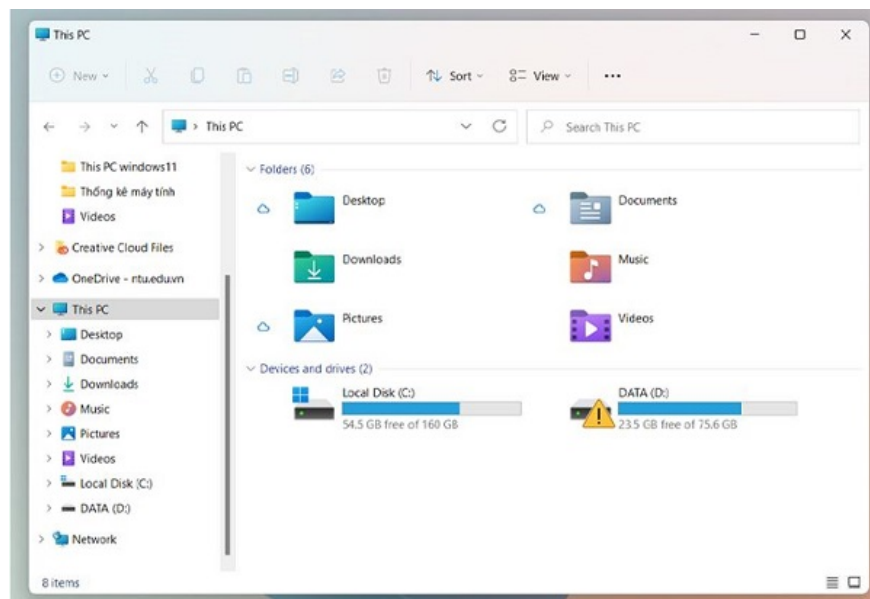 This PC
New
Sort
View
This PC
Search This PC
This PC windows11
Thống kê máy tính
Videos
Creative Cloud Files
OneDrive - ntu.edu.vn
This PC
Desktop
Documents
Downloads
Music
Pictures
Videos
Local Disk (C:)
DATA (D:)
Network
Folders (6)
Desktop
Documents
Downloads
Music
Pictures
Videos
Devices and drives (2)
Local Disk (C:)
54.5 GB free of 160 GB
DATA (D:)
23.5 GB free of 75.6 GB
8 items